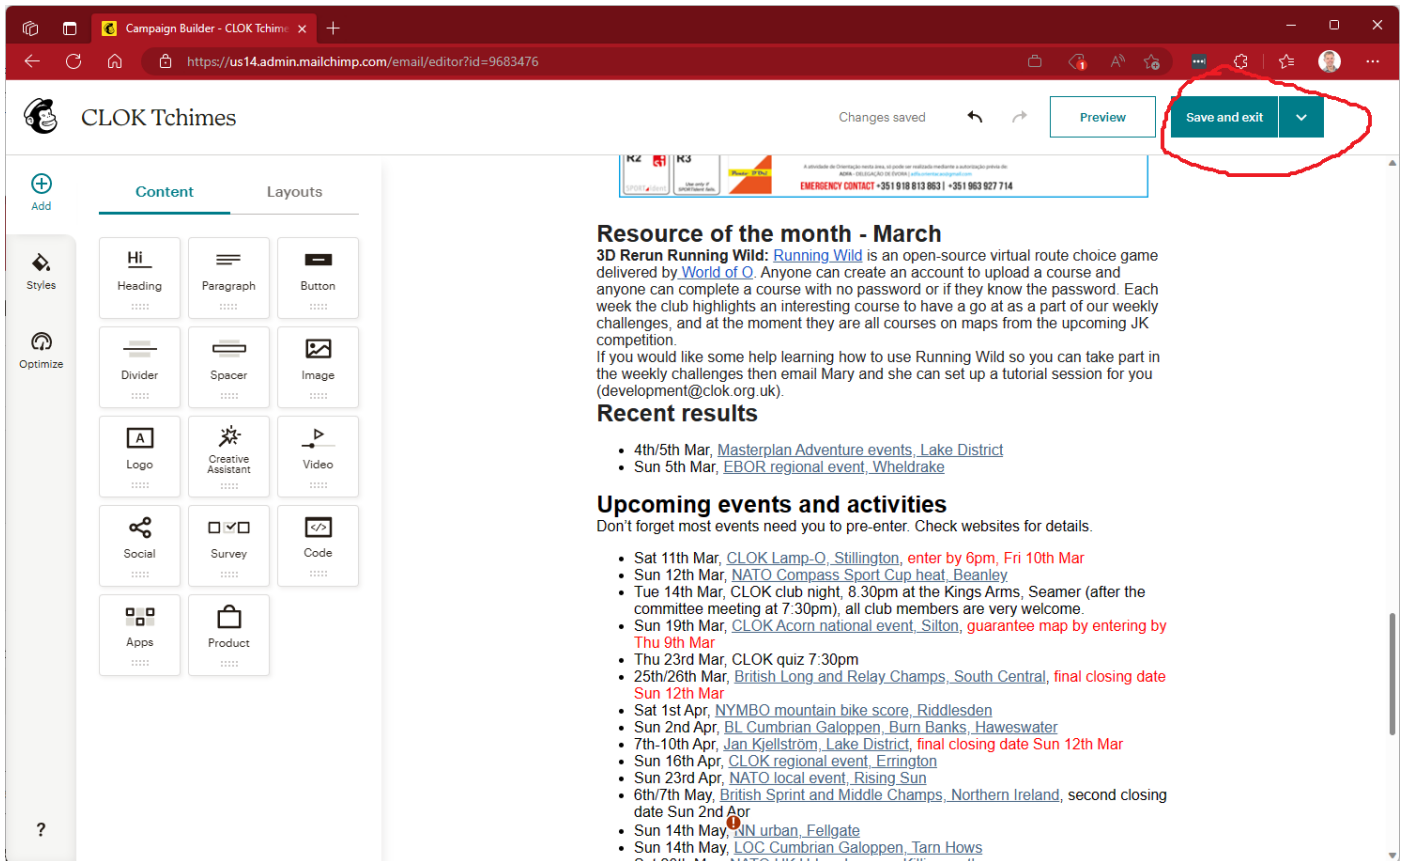 Campaign Builder - CLOK Tchime
https://us14.admin.mailchimp.com/email/editor?id=9683476
1
CLOK Tchimes
Changes saved
Preview
Save and exit
Add
Styles
Optimize
?
Content
Layouts
Hi
Heading
Paragraph
Button
Divider
Spacer
Image
A
Logo
Creative
Assistant
Video
Social
Survey
Code
Apps
Product
R2
R3
SPORTident
EMERGENCY CONTACT +351 918 813 863 | +351 963 927 714
Resource of the month - March
3D Rerun Running Wild: Running Wild is an open-source virtual route choice game
delivered by World of O. Anyone can create an account to upload a course and
anyone can complete a course with no password or if they know the password. Each
week the club highlights an interesting course to have a go at as a part of our weekly
challenges, and at the moment they are all courses on maps from the upcoming JK
competition.
If you would like some help learning how to use Running Wild so you can take part in
the weekly challenges then email Mary and she can set up a tutorial session for you
(development@clok.org.uk).
Recent results
4th/5th Mar, Masterplan Adventure events, Lake District
Sun 5th Mar, EBOR regional event, Wheldrake
Upcoming events and activities
Don't forget most events need you to pre-enter. Check websites for details.
Sat 11th Mar, CLOK Lamp-O, Stillington, enter by 6pm, Fri 10th Mar
Sun 12th Mar, NATO Compass Sport Cup heat, Beanley
Tue 14th Mar, CLOK club night, 8.30pm at the Kings Arms, Seamer (after the
committee meeting at 7:30pm), all club members are very welcome.
Sun 19th Mar, CLOK Acorn national event, Silton, guarantee map by entering by
Thu 9th Mar
Thu 23rd Mar, CLOK quiz 7:30pm
25th/26th Mar, British Long and Relay Champs, South Central, final closing date
Sun 12th Mar
Sat 1st Apr, NYMBO mountain bike score, Riddlesden
Sun 2nd Apr, BL Cumbrian Galoppen, Burn Banks, Haweswater
7th-10th Apr, Jan Kjellström, Lake District, final closing date Sun 12th Mar
Sun 16th Apr, CLOK regional event, Errington
Sun 23rd Apr, NATO local event, Rising Sun
6th/7th May, British Sprint and Middle Champs, Northern Ireland, second closing
date Sun 2nd Apr
Sun 14th May, NN urban, Fellgate
Sun 14th May, LOC Cumbrian Galoppen, Tarn Hows